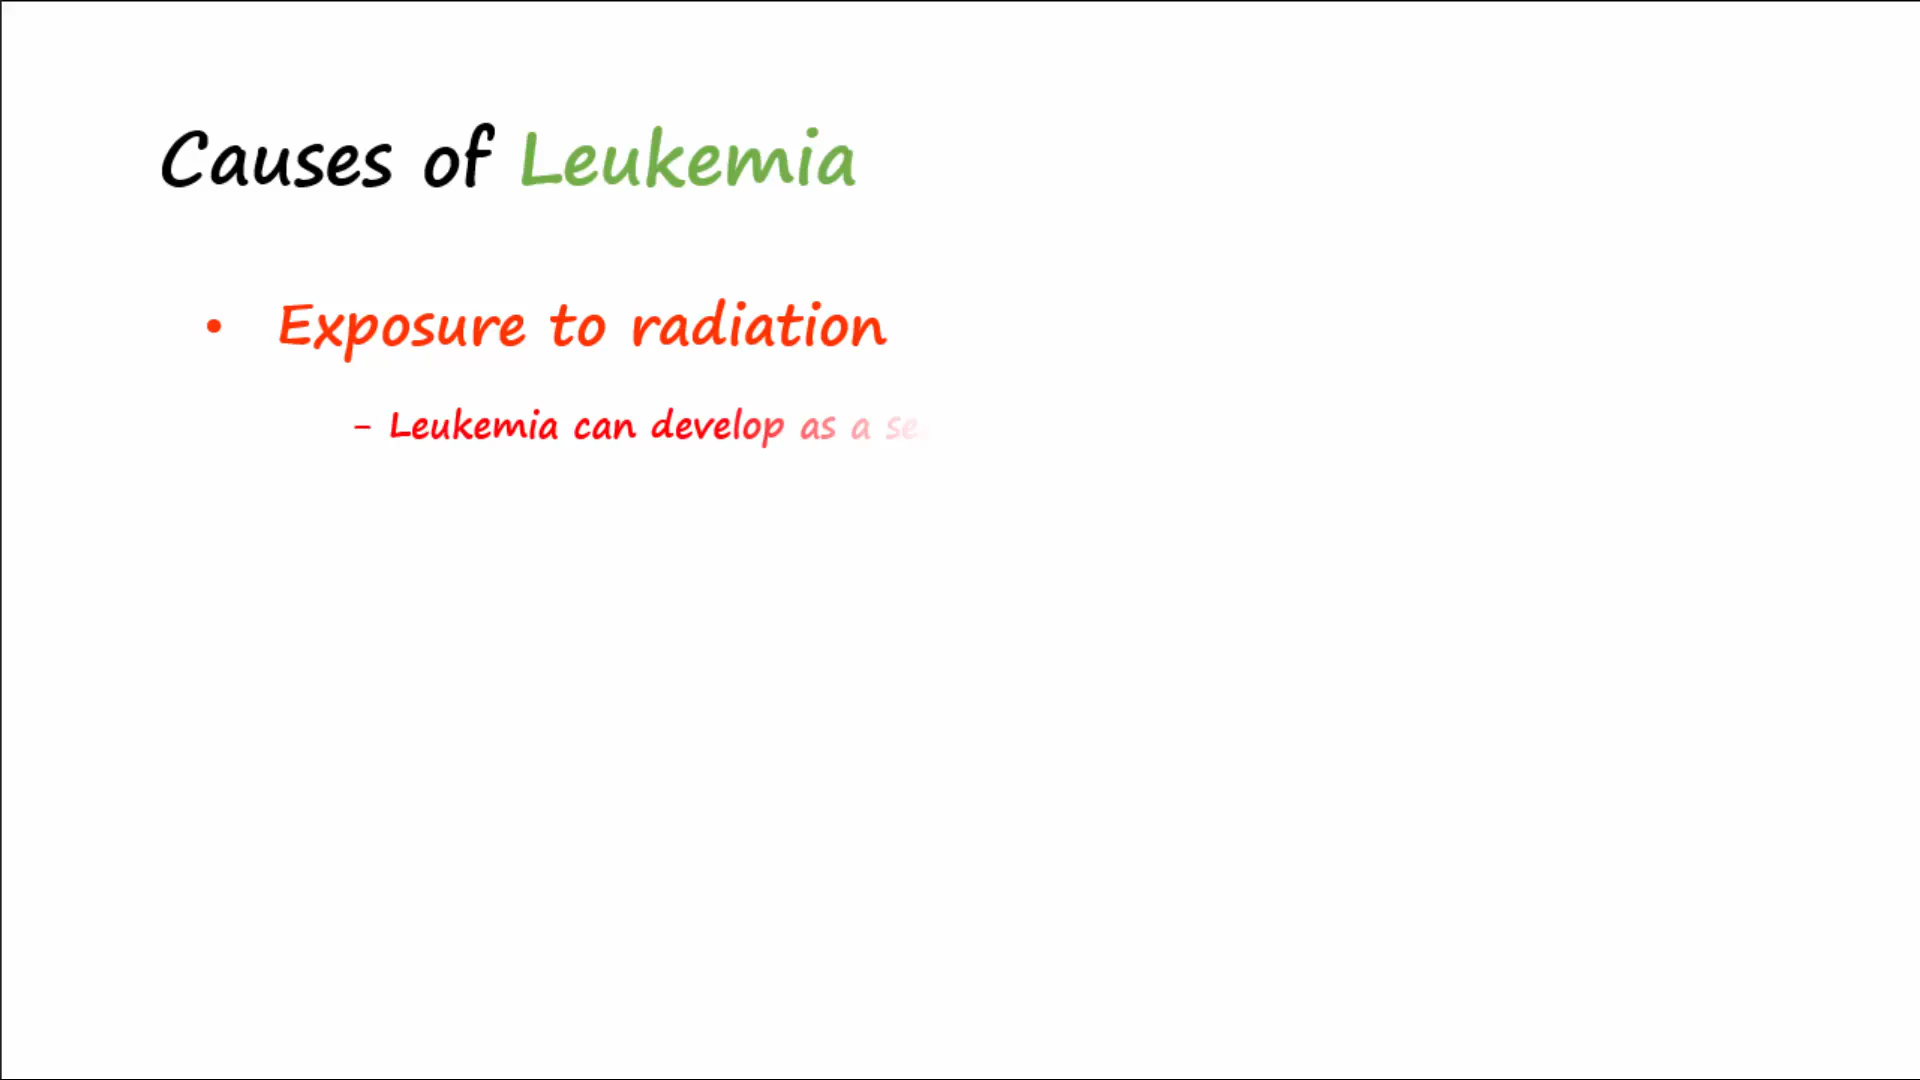 Causes of Leukemia
• Exposure to radiation
- Leukemia can develop as a